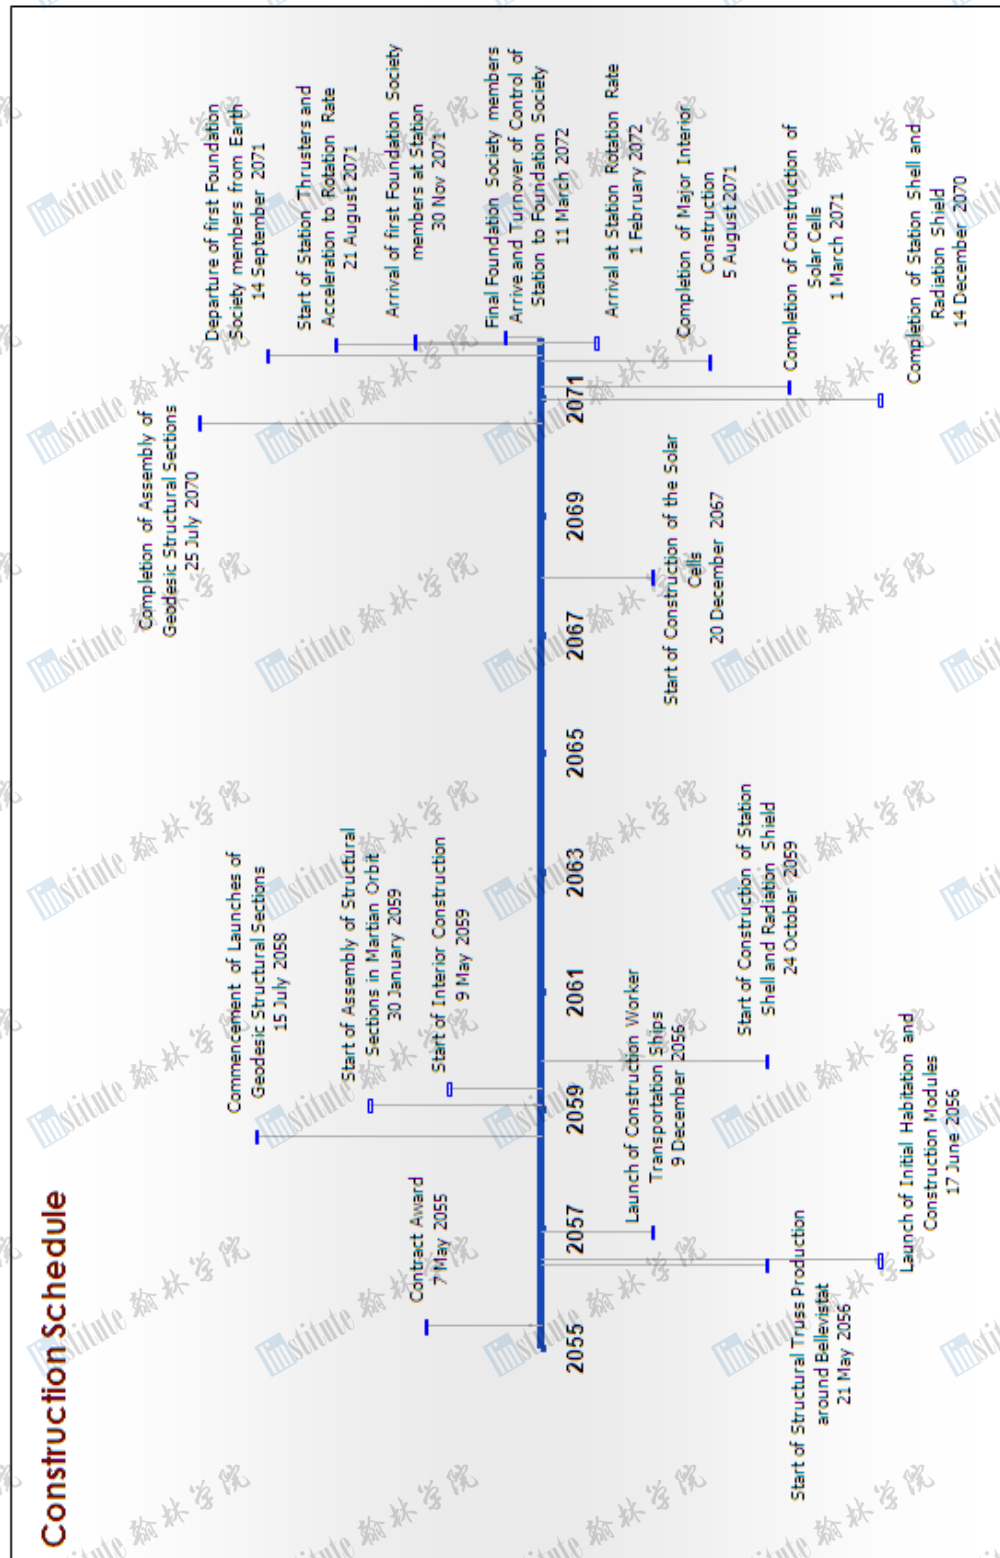 Construction Schedule
Contract Award
7 May 2055
Commencement of Launches of
Geodesic Structural Sections
15 July 2058
Start of Assembly of Structural
Sections in Martian Orbit
30 January 2059
Start of Interior Construction
9 May 2059
Completion of Assembly of
Geodesic Structural Sections
25 July 2070
Departure of first Foundation
Society members from Earth
14 September 2071
Start of Station Thrusters and
Acceleration to Rotation Rate
21 August 2071
Arrival of first Foundation Society
members at Station
30 Nov 2071
Final Foundation Society members
Arrive and Turnover of Control of
Station to Foundation Society
11 March 2072
2055
2057
2059
2061
2063
2065
2067
2069
2071
Start of Structural Truss Production
around Bellevistat
21 May 2056
Launch of Initial Habitation and
Construction Modules
17 June 2056
Launch of Construction Worker
Transportation Ships
9 December 2056
Start of Construction of Station
Shell and Radiation Shield
24 October 2059
Start of Construction of the Solar
Cells
20 December 2067
Arrival at Station Rotation Rate
1 February 2072
Completion of Major Interior
Construction
5 August 2071
Completion of Construction of
Solar Cells
1 March 2071
Completion of Station Shell and
Radiation Shield
14 December 2070
Institute 翰林学院